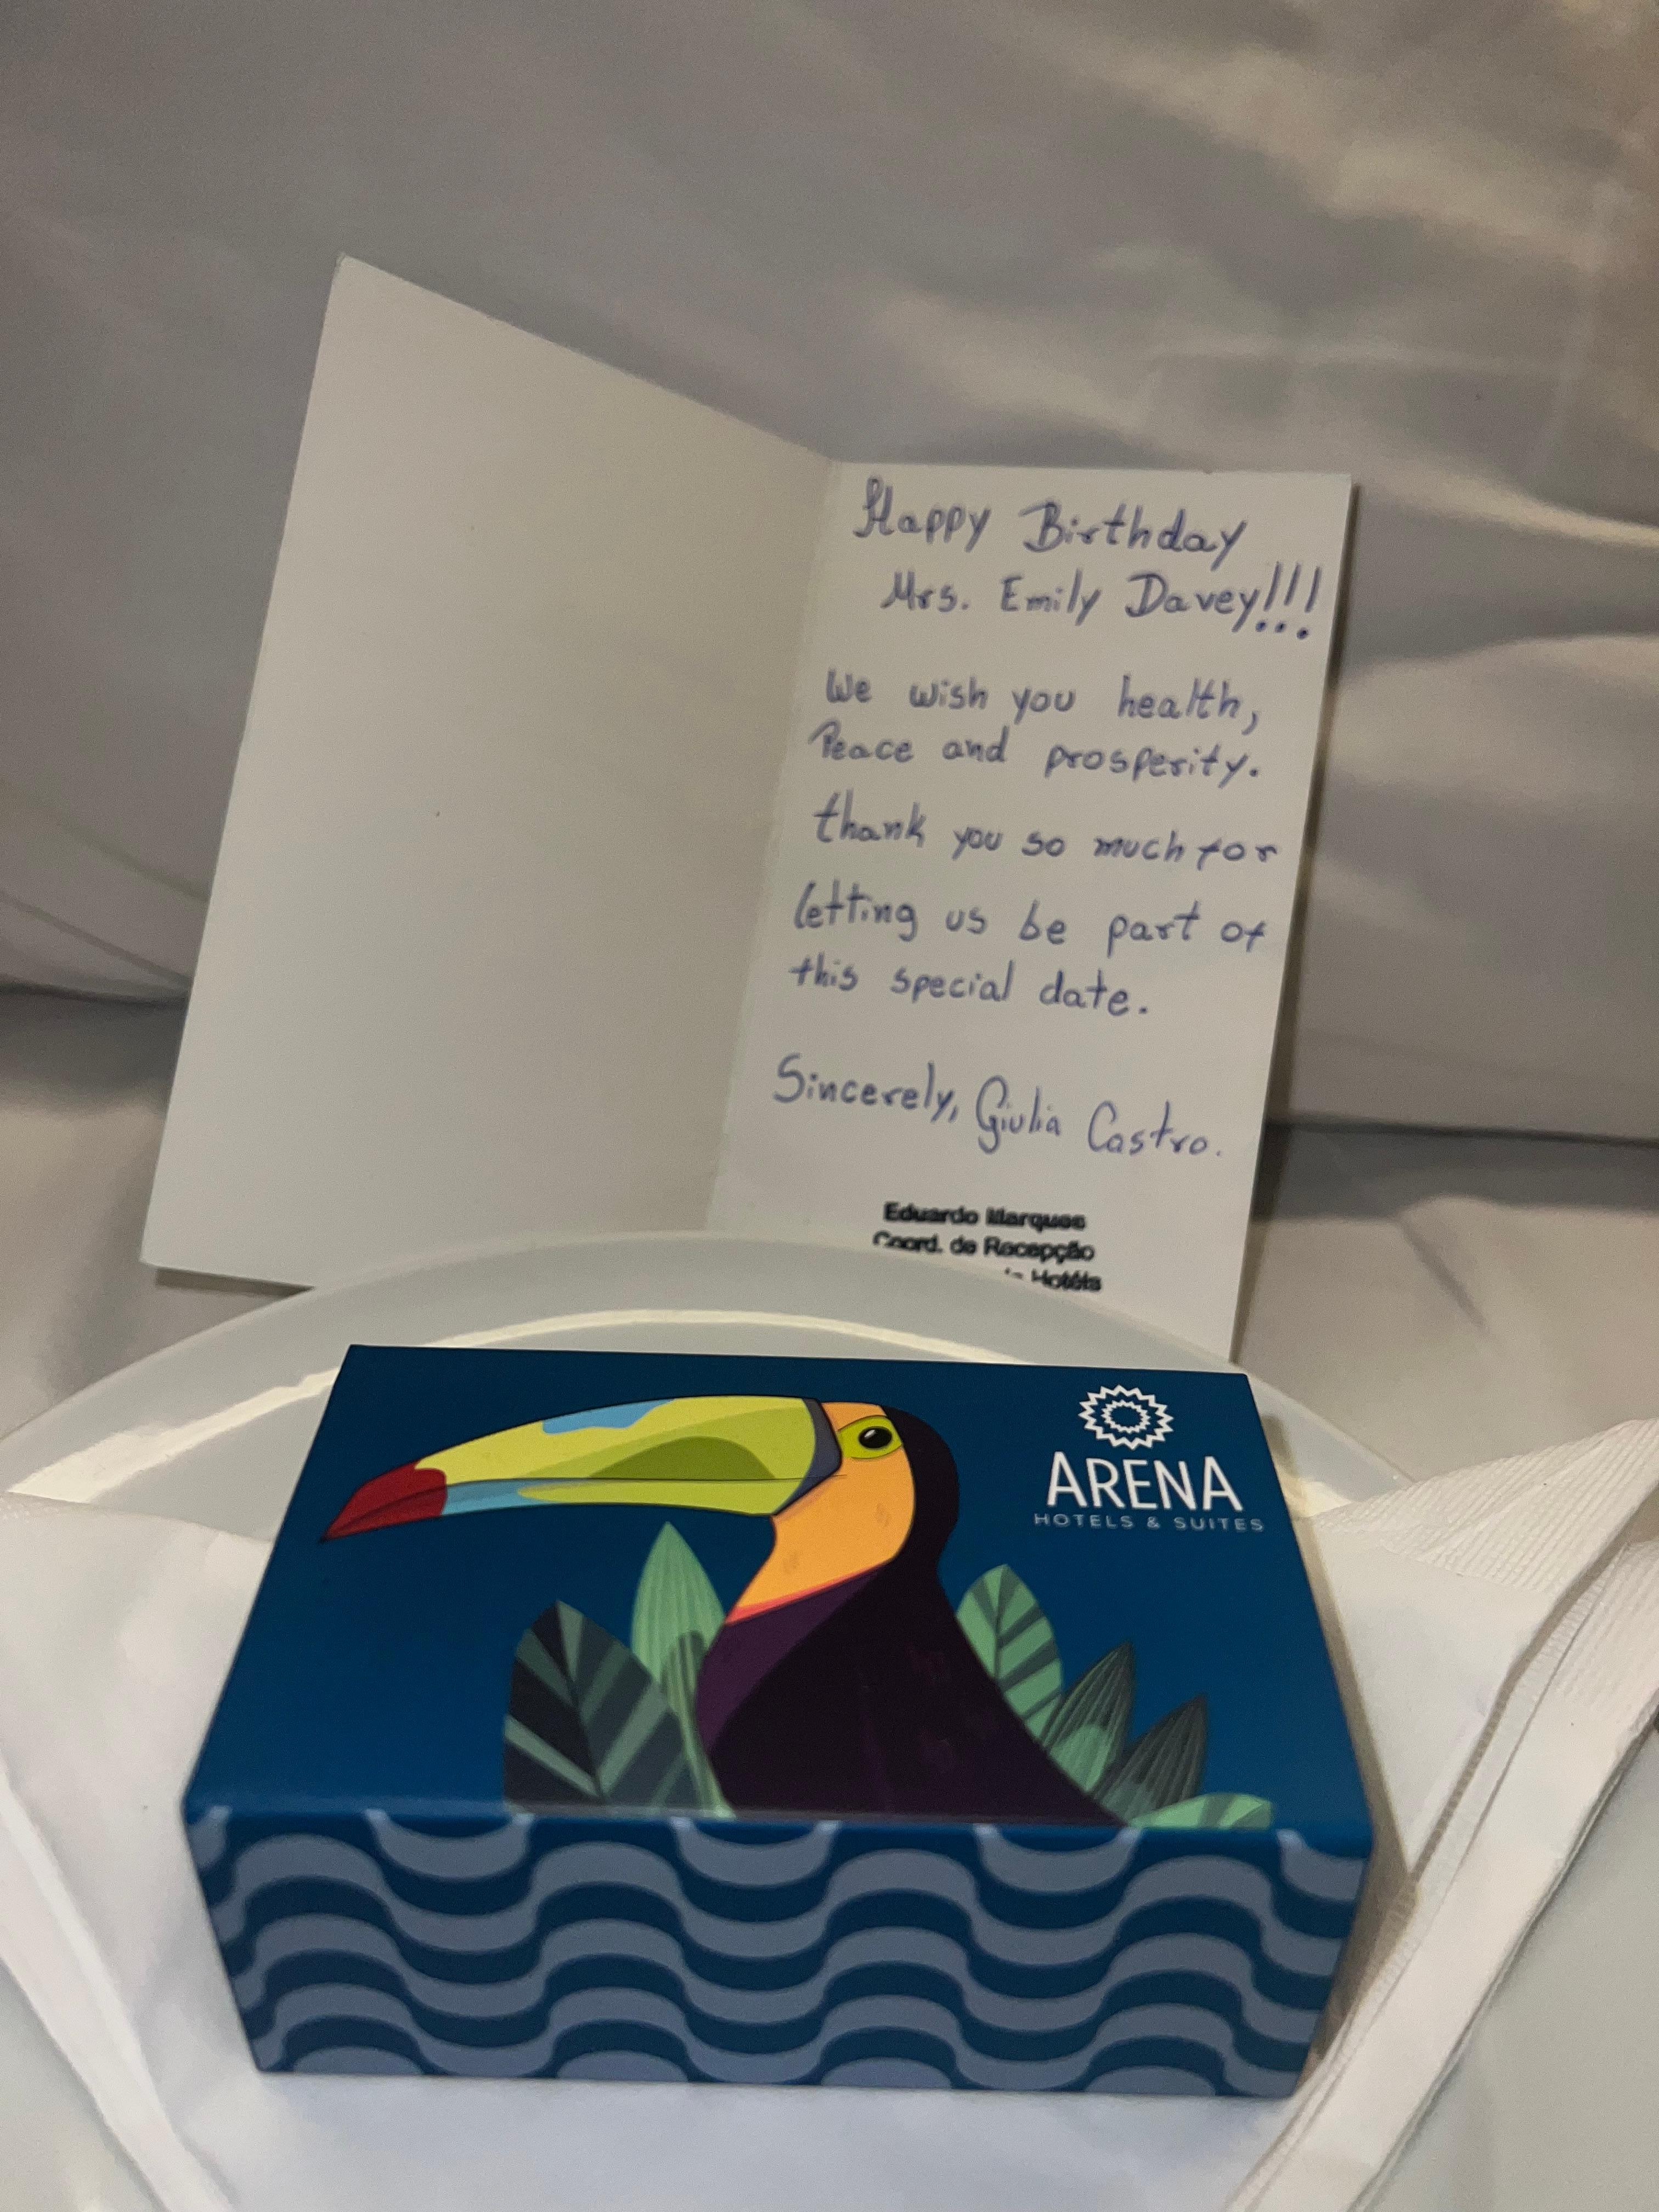 Happy Birthday
Mrs. Emily Davey!!!
We wish you health,
Peace and prosperity.
thank you so much for
letting us be part of
this special date.
Sincerely, Giulia Castro.
Eduardo Marques
Coord. de Recepção
Hotéis
ARENA
HOTELS & SUITES